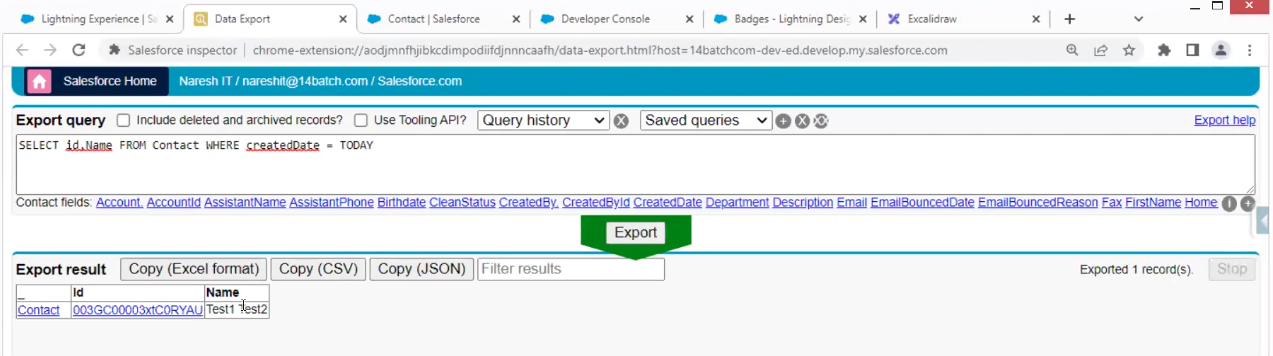 Lightning Experience | Sa
Data Export
Contact | Salesforce
Developer Console
Badges - Lightning Desig
Excalidraw
Salesforce inspector | chrome-extension://aodjmnfhjibkcdimpodiifdjnnncaafh/data-export.html?host=14batchcom-dev-ed.develop.my.salesforce.com
Salesforce Home Naresh IT / nareshit@14batch.com / Salesforce.com
Export query Include deleted and archived records? Use Tooling API? Query history X Saved queries + X Export help
SELECT id,Name FROM Contact WHERE createdDate = TODAY
Contact fields: Account. AccountId AssistantName AssistantPhone Birthdate CleanStatus CreatedBy. CreatedById CreatedDate Department Description Email EmailBouncedDate EmailBouncedReason Fax FirstName Home i +
Export
Export result Copy (Excel format) Copy (CSV) Copy (JSON) Filter results Exported 1 record(s). Stop
_ Id Name
Contact 003GC00003xtC0RYAU Test1 Test2